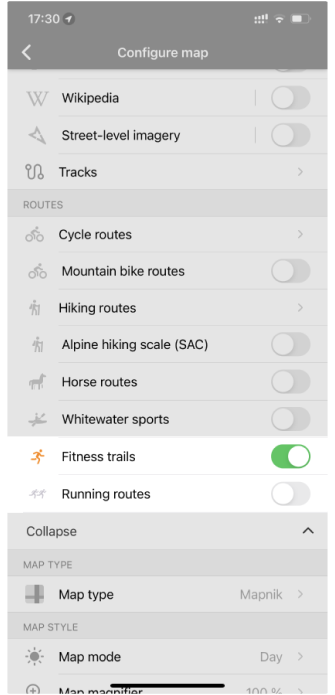 17:30
Configure map
Wikipedia
Street-level imagery
Tracks
ROUTES
Cycle routes
Mountain bike routes
Hiking routes
Alpine hiking scale (SAC)
Horse routes
Whitewater sports
Fitness trails
Running routes
Collapse
MAP TYPE
Map type Mapnik
MAP STYLE
Map mode Day
Map magnifier 100 %